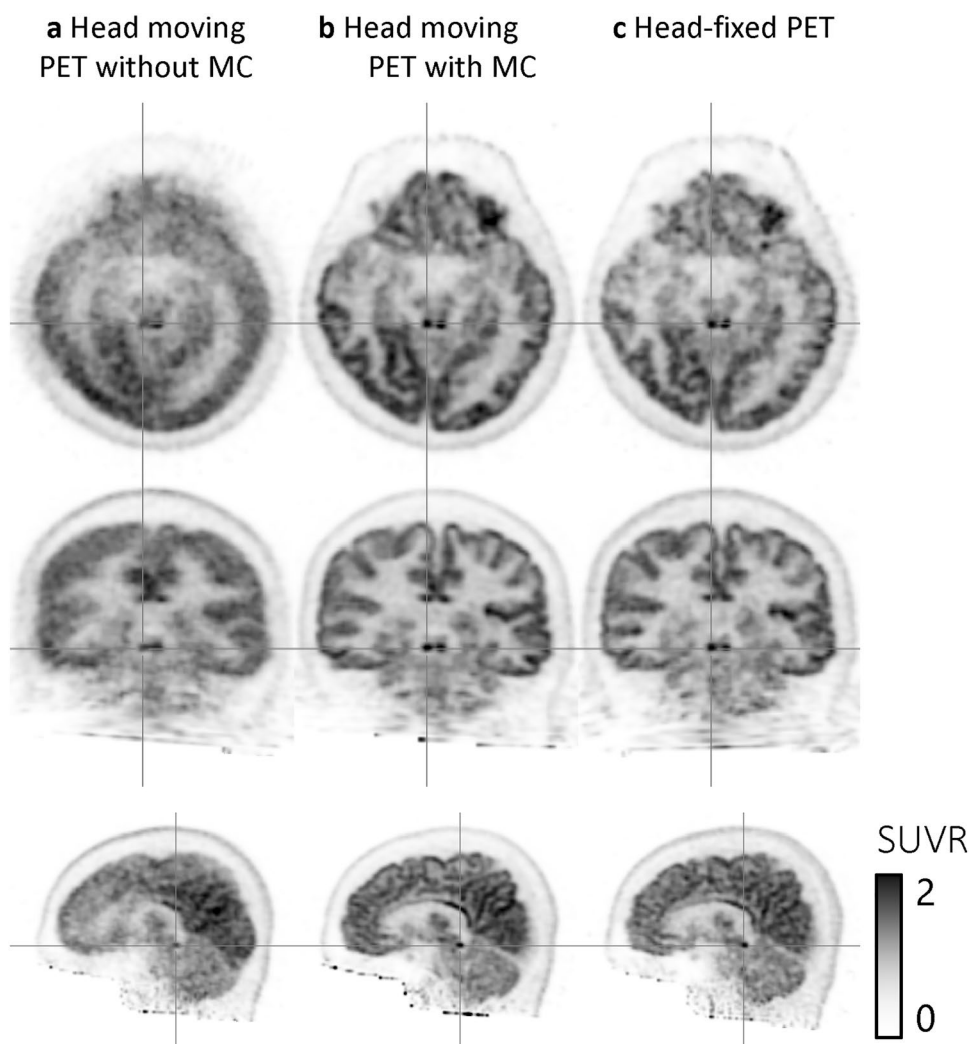 a Head moving
PET without MC
b Head moving
PET with MC
c Head-fixed PET
SUVR
2
0